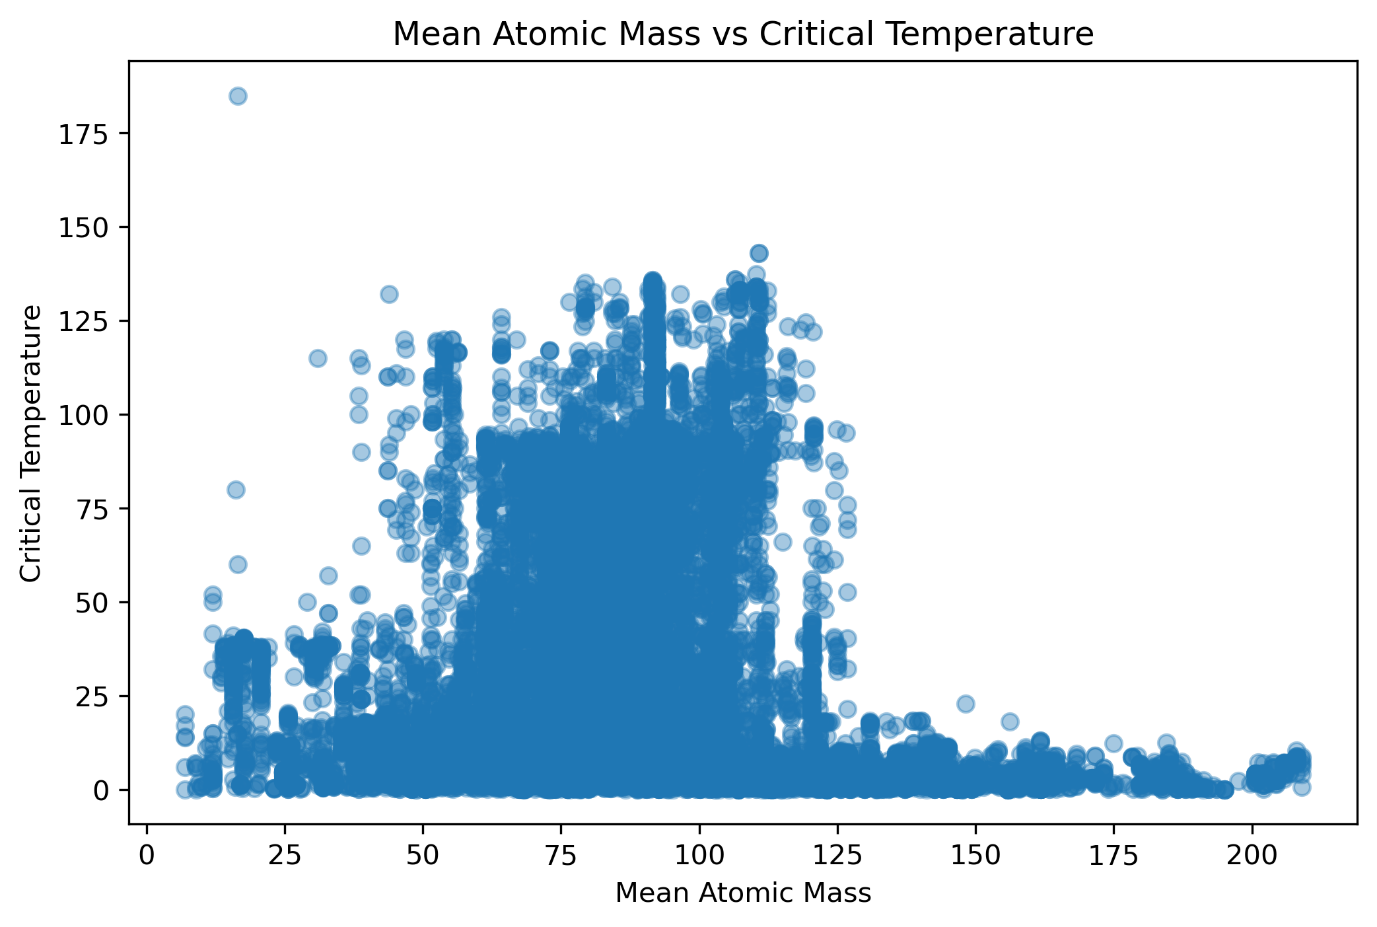 Mean Atomic Mass vs Critical Temperature
175
150
125
100
75
50
25
0
Critical Temperature
0 25 50 75 100 125 150 175 200
Mean Atomic Mass